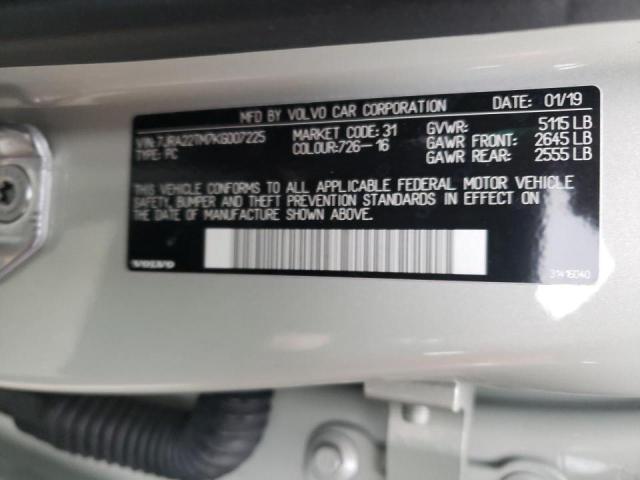 MFD BY VOLVO CAR CORPORATION DATE: 01/19
VIN:7JRA22TM7KG007225 MARKET CODE: 31 GVWR: 5115 LB
TYPE: PC COLOUR:726-16 GAWR FRONT: 2645 LB
GAWR REAR: 2555 LB
THIS VEHICLE CONFORMS TO ALL APPLICABLE FEDERAL MOTOR VEHICLE
SAFETY, BUMPER AND THEFT PREVENTION STANDARDS IN EFFECT ON
THE DATE OF MANUFACTURE SHOWN ABOVE.
VOLVO 31416040